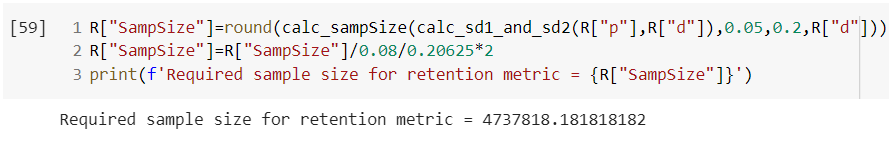 [59] 1 R["SampSize"]=round(calc_sampSize(calc_sd1_and_sd2(R["p"],R["d"]),0.05,0.2,R["d"]))
2 R["SampSize"]=R["SampSize"]/0.08/0.20625*2
3 print(f'Required sample size for retention metric = {R["SampSize"]}')
Required sample size for retention metric = 4737818.181818182